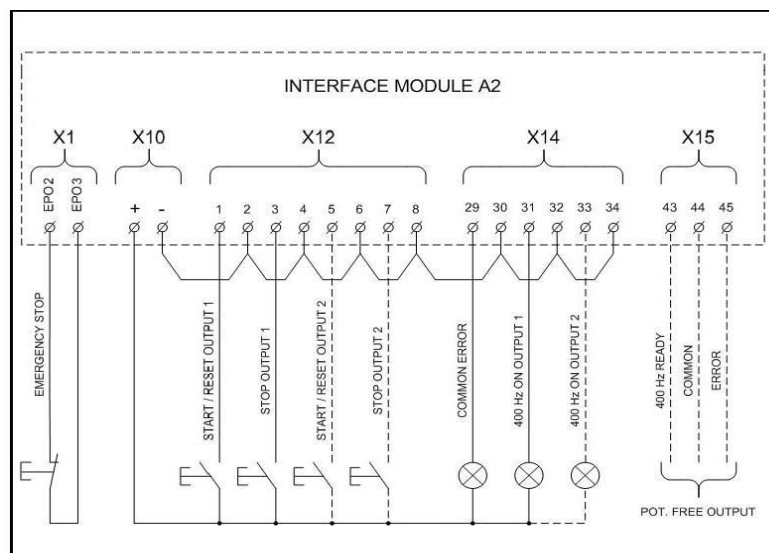 INTERFACE MODULE A2
X1
X10
X12
X14
X15
EPO2
EPO3
+
-
1
2
3
4
5
6
7
8
29
30
31
32
33
34
43
44
45
EMERGENCY STOP
START / RESET OUTPUT 1
STOP OUTPUT 1
START / RESET OUTPUT 2
STOP OUTPUT 2
COMMON ERROR
400 Hz ON OUTPUT 1
400 Hz ON OUTPUT 2
400 Hz READY
COMMON
ERROR
POT. FREE OUTPUT